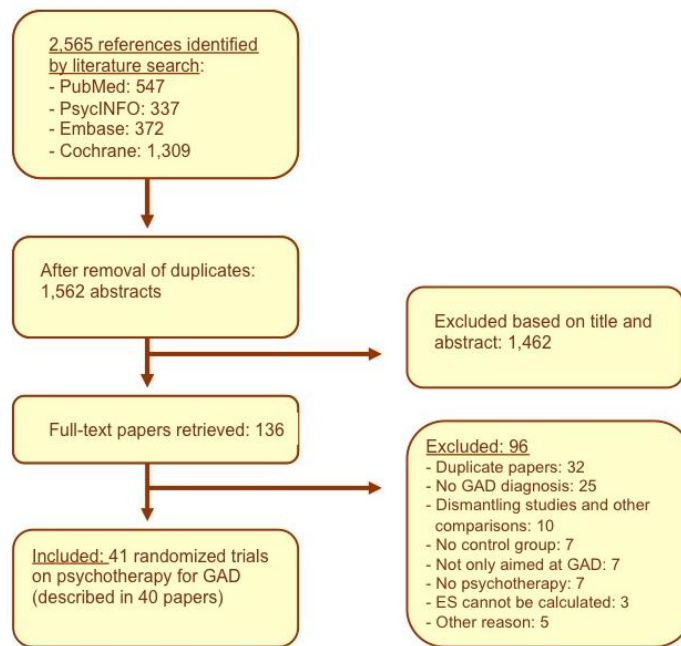 2,565 references identified
by literature search:
- PubMed: 547
- PsycINFO: 337
- Embase: 372
- Cochrane: 1,309
After removal of duplicates:
1,562 abstracts
Excluded based on title and
abstract: 1,462
Full-text papers retrieved: 136
Excluded: 96
- Duplicate papers: 32
- No GAD diagnosis: 25
- Dismantling studies and other
comparisons: 10
- No control group: 7
- Not only aimed at GAD: 7
- No psychotherapy: 7
- ES cannot be calculated: 3
- Other reason: 5
Included: 41 randomized trials
on psychotherapy for GAD
(described in 40 papers)